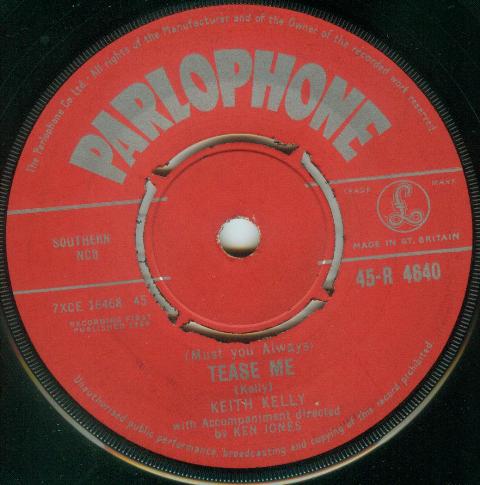 The Parlophone Co Ltd. All rights of the Manufacturer and of the Owner of the recorded work reserved.
PARLOPHONE
SOUTHERN
NCB
TRADE MARK
£
MADE IN GT. BRITAIN
7XCE 16468 45
45-R 4640
RECORDING FIRST
PUBLISHED
(Must you Always)
TEASE ME
(Kelly)
KEITH KELLY
with Accompaniment directed
by KEN JONES
Unauthorised public performance, broadcasting and copying of this record prohibited.